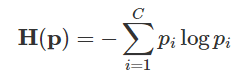 H(p) = − ∑_{i=1}^{C} p_i log p_i